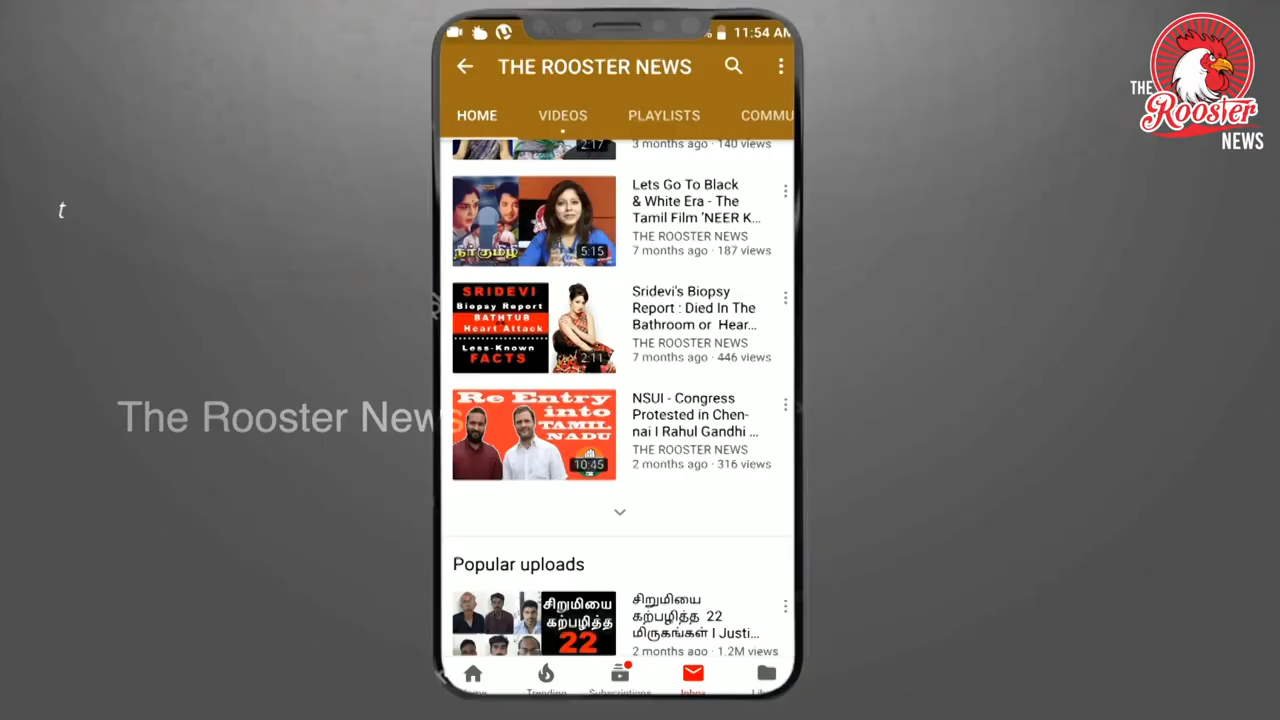 11:54 AM
THE ROOSTER NEWS
HOME VIDEOS PLAYLISTS COMMU
2:17
3 months ago · 140 views
Lets Go To Black
& White Era - The
Tamil Film 'NEER K...
THE ROOSTER NEWS
7 months ago · 187 views
நீர்குமிழி
5:15
Sridevi's Biopsy
Report : Died In The
Bathroom or Hear...
THE ROOSTER NEWS
7 months ago · 446 views
SRIDEVI
Biopsy Report
BATHTUB
Heart Attack
Less-Known
FACTS
2:11
NSUI - Congress
Protested in Chen-
nai I Rahul Gandhi ...
THE ROOSTER NEWS
2 months ago · 316 views
Re Entry
into
TAMIL
NADU
10:45
Popular uploads
சிறுமியை
கற்பழித்த
22
சிறுமியை
கற்பழித்த 22
மிருகங்கள் I Justi...
2 months ago · 1.2M views
Home Trending Subscriptions Inbox
t
The Rooster News
THE
Rooster
NEWS